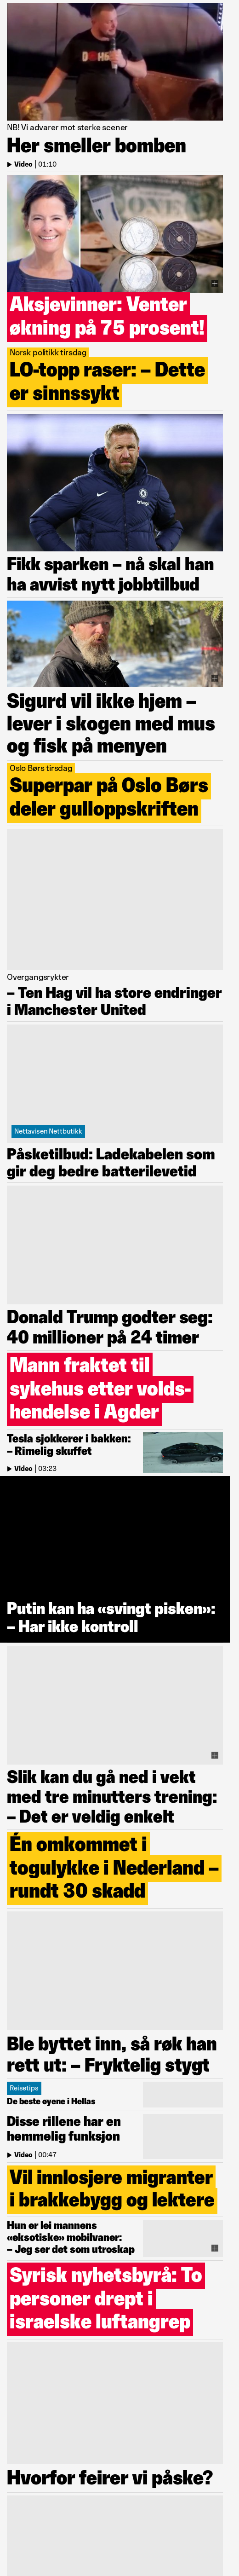 NB! Vi advarer mot sterke scener
Her smeller bomben
Video | 01:10
Aksjevinner: Venter
økning på 75 prosent!
Norsk politikk tirsdag
LO-topp raser: – Dette
er sinnssykt
Fikk sparken – nå skal han
ha avvist nytt jobbtilbud
Sigurd vil ikke hjem –
lever i skogen med mus
og fisk på menyen
Oslo Børs tirsdag
Superpar på Oslo Børs
deler gulloppskriften
Overgangsrykter
– Ten Hag vil ha store endringer
i Manchester United
Nettavisen Nettbutikk
Påsketilbud: Ladekabelen som
gir deg bedre batterilevetid
Donald Trump godter seg:
40 millioner på 24 timer
Mann fraktet til
sykehus etter volds-
hendelse i Agder
Tesla sjokkerer i bakken:
– Rimelig skuffet
Video | 03:23
Putin kan ha «svingt pisken»:
– Har ikke kontroll
Slik kan du gå ned i vekt
med tre minutters trening:
– Det er veldig enkelt
Én omkommet i
togulykke i Nederland –
rundt 30 skadd
Ble byttet inn, så røk han
rett ut: – Fryktelig stygt
Reisetips
De beste øyene i Hellas
Disse rillene har en
hemmelig funksjon
Video | 00:47
Vil innlosjere migranter
i brakkebygg og lektere
Hun er lei mannens
«eksotiske» mobilvaner:
– Jeg ser det som utroskap
Syrisk nyhetsbyrå: To
personer drept i
israelske luftangrep
Hvorfor feirer vi påske?